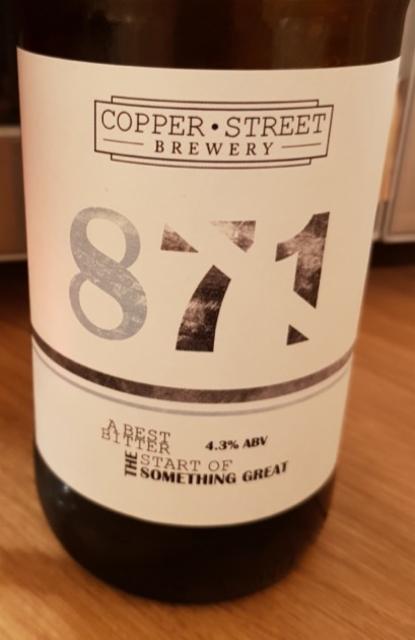 COPPER • STREET
BREWERY
871
A BEST
BITTER
4.3% ABV
THE START OF
SOMETHING GREAT